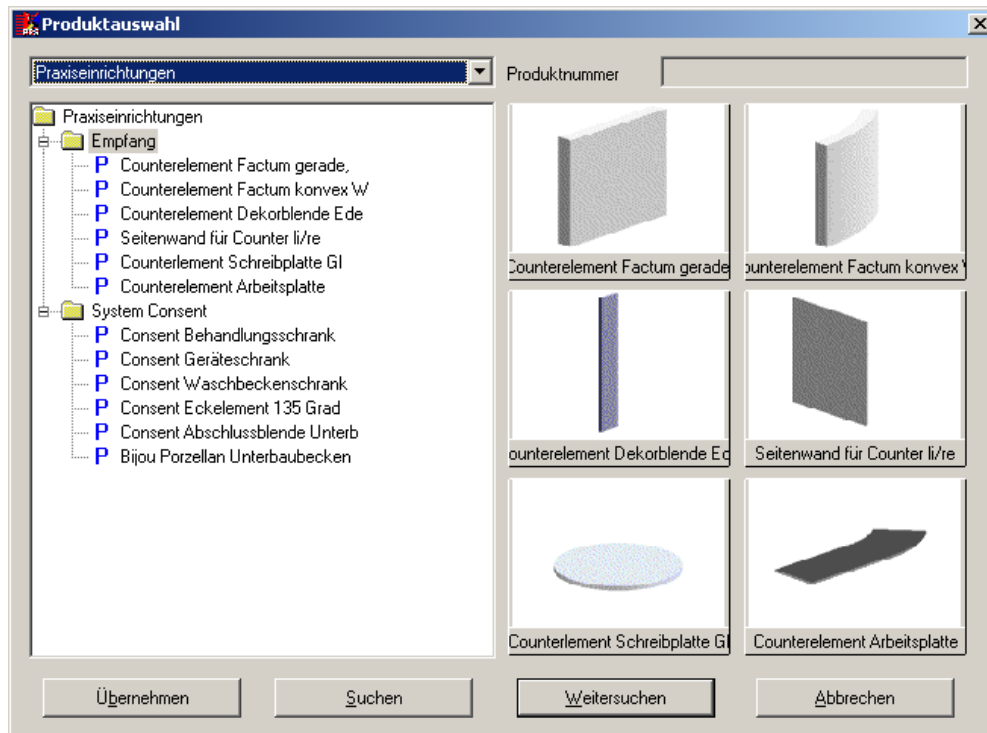 Produktauswahl
Praxiseinrichtungen
Produktnummer
Praxiseinrichtungen
Empfang
P Counterelement Factum gerade,
P Counterelement Factum konvex W
P Counterelement Dekorblende Ede
P Seitenwand für Counter li/re
P Counterlement Schreibplatte Gl
P Counterelement Arbeitsplatte
System Consent
P Consent Behandlungsschrank
P Consent Geräteschrank
P Consent Waschbeckenschrank
P Consent Eckelement 135 Grad
P Consent Abschlussblende Unterb
P Bijou Porzellan Unterbaubecken
Counterelement Factum gerade
ounterelement Factum konvex
ounterelement Dekorblende Ed
Seitenwand für Counter li/re
Counterlement Schreibplatte Gl
Counterelement Arbeitsplatte
Übernehmen
Suchen
Weitersuchen
Abbrechen